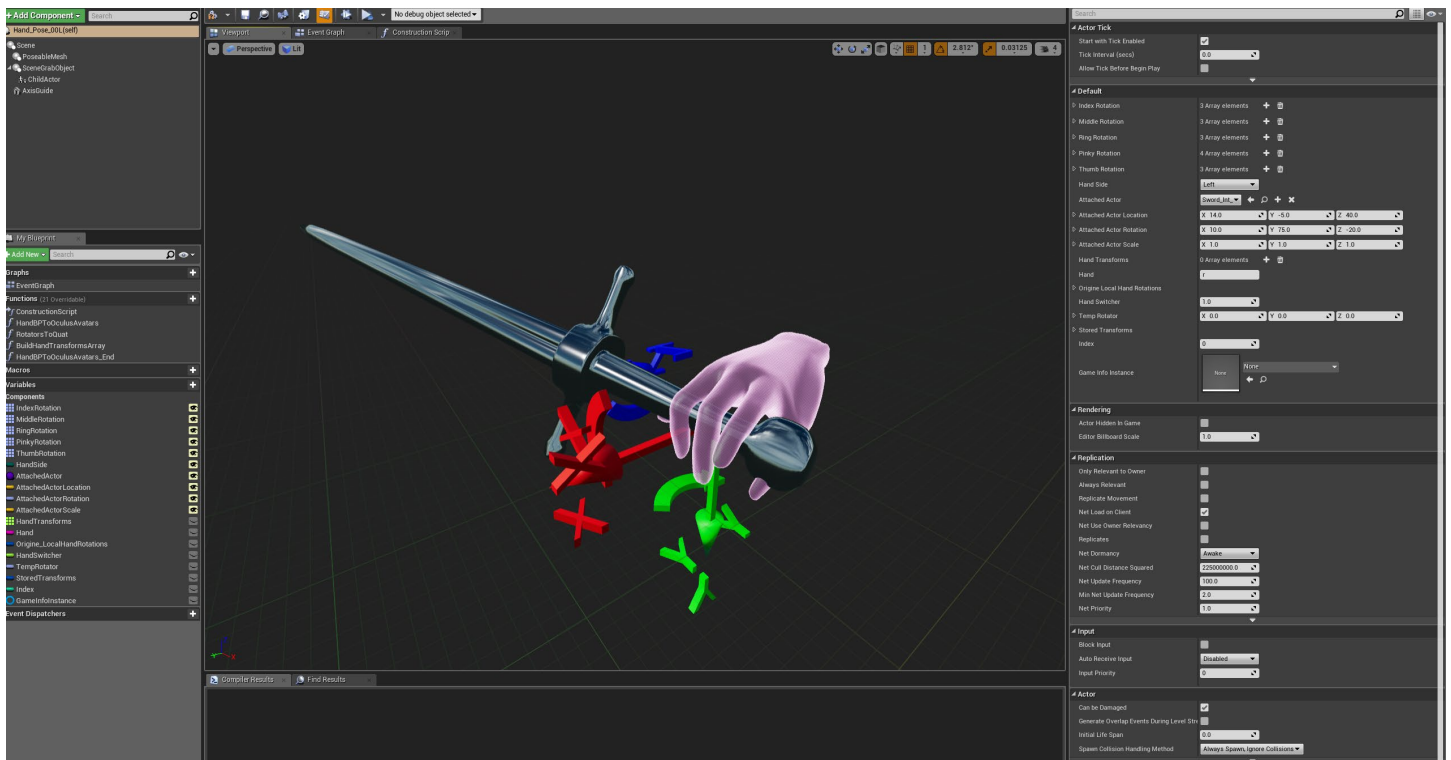 + Add Component
Search
Hand_Pose_00L(self)
Scene
PoseableMesh
SceneGrabObject
ChildActor
AxisGuide
My Blueprint
+ Add New
Search
Graphs
EventGraph
Functions (21 Overridable)
ConstructionScript
HandBPToOculusAvatars
RotatorsToQuat
BuildHandTransformsArray
HandBPToOculusAvatars_End
Macros
Variables
Components
IndexRotation
MiddleRotation
RingRotation
PinkyRotation
ThumbRotation
HandSide
AttachedActor
AttachedActorLocation
AttachedActorRotation
AttachedActorScale
HandTransforms
Hand
Origine_LocalHandRotations
HandSwitcher
TempRotator
StoredTransforms
Index
GameInfoInstance
Event Dispatchers
No debug object selected
Viewport
Event Graph
Construction Scrip
Perspective
Lit
1
2.812°
0.03125
4
X
X
Y
Y
X
Compiler Results
Find Results
Search
Actor Tick
Start with Tick Enabled
Tick Interval (secs) 0.0
Allow Tick Before Begin Play
Default
Index Rotation 3 Array elements
Middle Rotation 3 Array elements
Ring Rotation 3 Array elements
Pinky Rotation 4 Array elements
Thumb Rotation 3 Array elements
Hand Side Left
Attached Actor Sword_Int_
Attached Actor Location X 14.0 Y -5.0 Z 40.0
Attached Actor Rotation X 10.0 Y 75.0 Z -20.0
Attached Actor Scale X 1.0 Y 1.0 Z 1.0
Hand Transforms 0 Array elements
Hand r
Origine Local Hand Rotations
Hand Switcher 1.0
Temp Rotator X 0.0 Y 0.0 Z 0.0
Stored Transforms
Index 0
Game Info Instance None None
Rendering
Actor Hidden In Game
Editor Billboard Scale 1.0
Replication
Only Relevant to Owner
Always Relevant
Replicate Movement
Net Load on Client
Net Use Owner Relevancy
Replicates
Net Dormancy Awake
Net Cull Distance Squared 225000000.0
Net Update Frequency 100.0
Min Net Update Frequency 2.0
Net Priority 1.0
Input
Block Input
Auto Receive Input Disabled
Input Priority 0
Actor
Can be Damaged
Generate Overlap Events During Level Stre
Initial Life Span 0.0
Spawn Collision Handling Method Always Spawn, Ignore Collisions